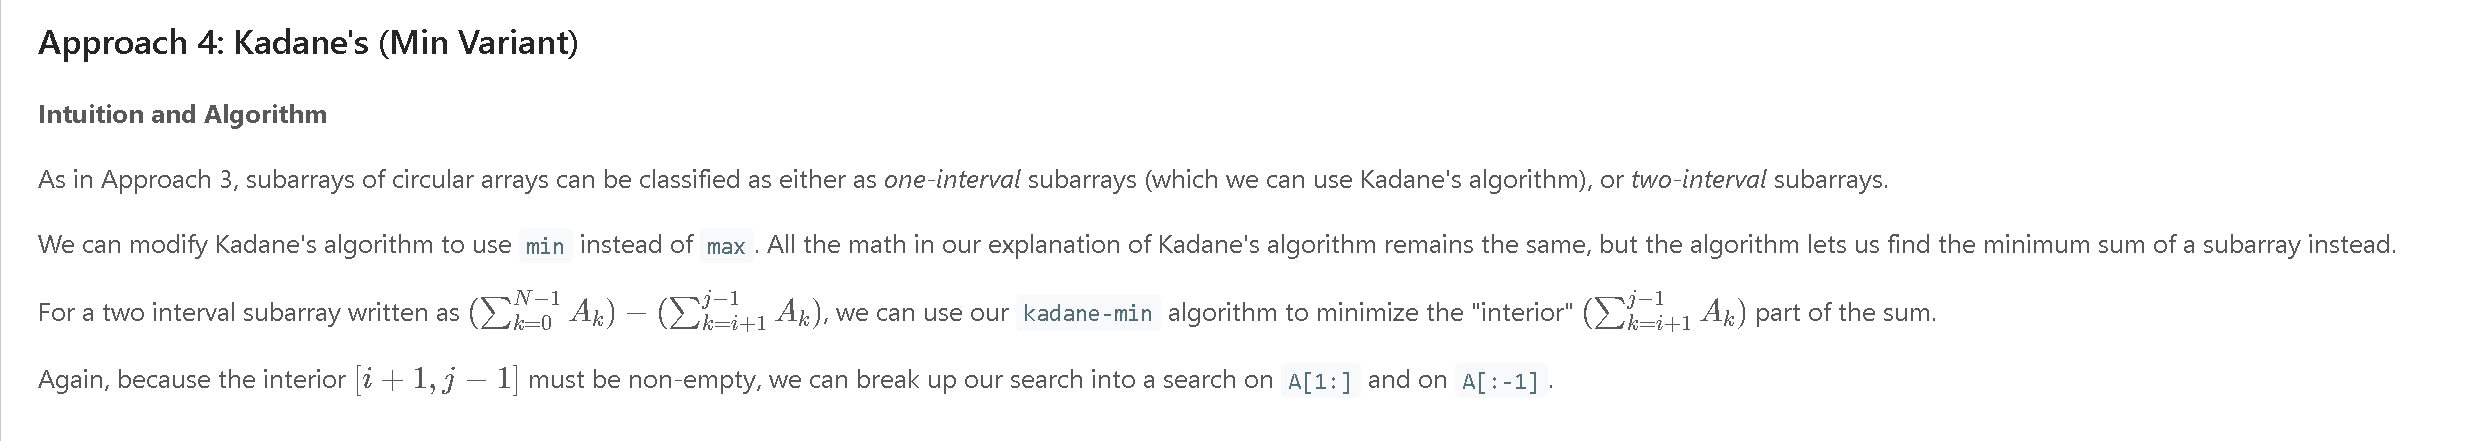 Approach 4: Kadane's (Min Variant)
Intuition and Algorithm
As in Approach 3, subarrays of circular arrays can be classified as either as one-interval subarrays (which we can use Kadane's algorithm), or two-interval subarrays.
We can modify Kadane's algorithm to use min instead of max . All the math in our explanation of Kadane's algorithm remains the same, but the algorithm lets us find the minimum sum of a subarray instead.
For a two interval subarray written as (∑_{k=0}^{N−1} A_k) − (∑_{k=i+1}^{j−1} A_k), we can use our kadane-min algorithm to minimize the "interior" (∑_{k=i+1}^{j−1} A_k) part of the sum.
Again, because the interior [i + 1, j − 1] must be non-empty, we can break up our search into a search on A[1:] and on A[:-1] .